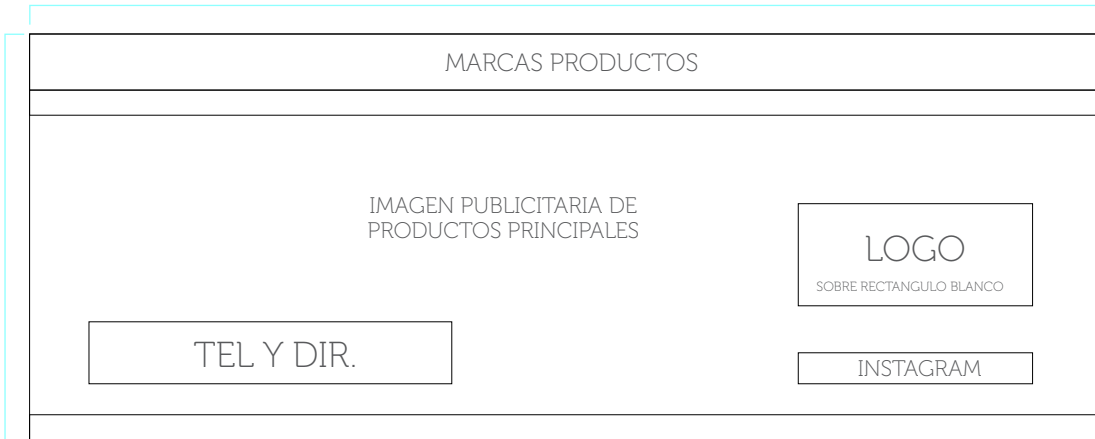 MARCAS PRODUCTOS
IMAGEN PUBLICITARIA DE
PRODUCTOS PRINCIPALES
LOGO
SOBRE RECTANGULO BLANCO
TEL Y DIR.
INSTAGRAM